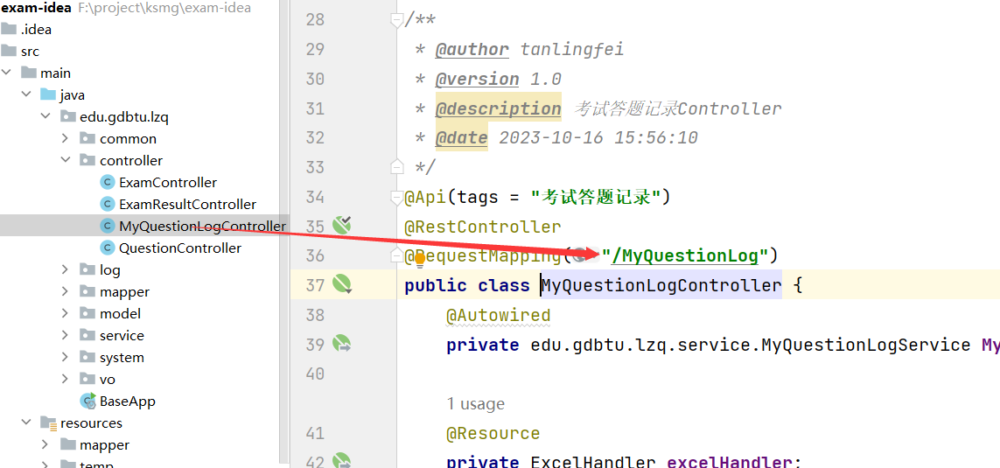 exam-idea F:\project\ksmg\exam-idea
.idea
src
main
java
edu.gdbtu.lzq
common
controller
ExamController
ExamResultController
MyQuestionLogController
QuestionController
log
mapper
model
service
system
vo
BaseApp
resources
mapper
temp
28 /**
29 * @author tanlingfei
30 * @version 1.0
31 * @description 考试答题记录Controller
32 * @date 2023-10-16 15:56:10
33 */
34 @Api(tags = "考试答题记录")
35 @RestController
36 @RequestMapping("/MyQuestionLog")
37 public class MyQuestionLogController {
38 @Autowired
39 private edu.gdbtu.lzq.service.MyQuestionLogService My
40
1 usage
41 @Resource
42 private ExcelHandler excelHandler;